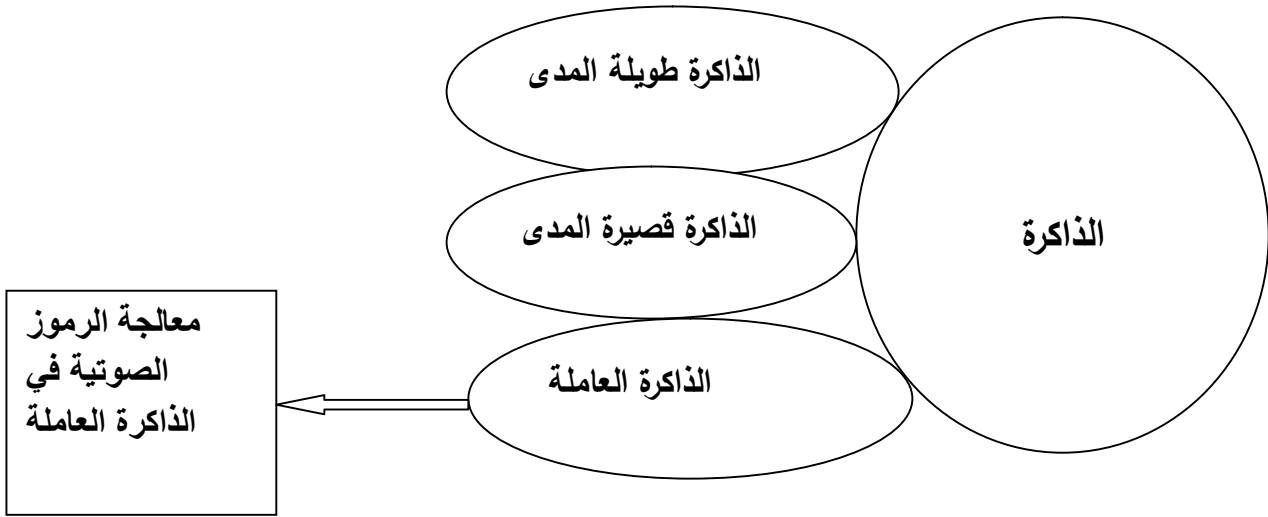 الذاكرة
الذاكرة طويلة المدى
الذاكرة قصيرة المدى
الذاكرة العاملة
معالجة الرموز
الصوتية في
الذاكرة العاملة